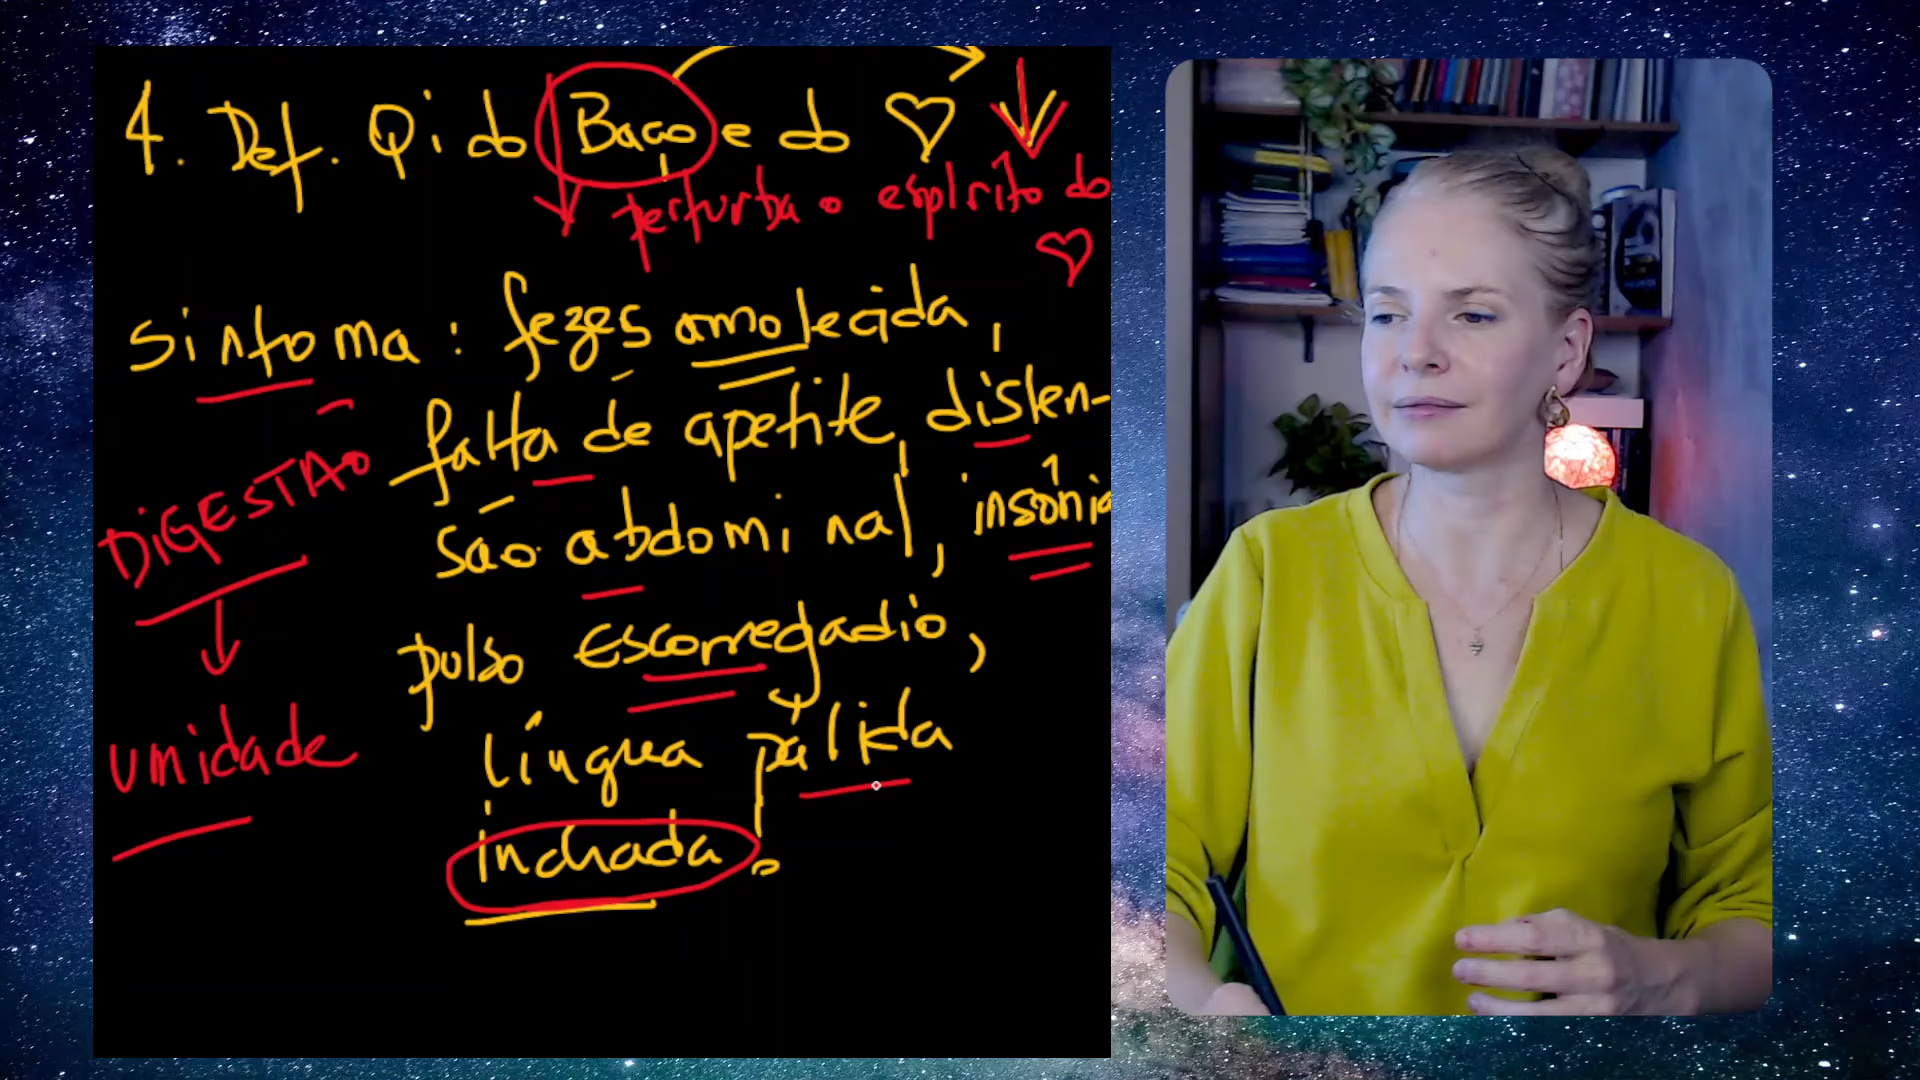 4. Def. Qi do Baço e do ♡
perturba o espírito do
♡
Sintoma : fezes amolecida,
falta de apetite, disten-
são abdominal, insônia
DIGESTÃO
pulso escorregadio,
umidade
língua pálida
inchada.